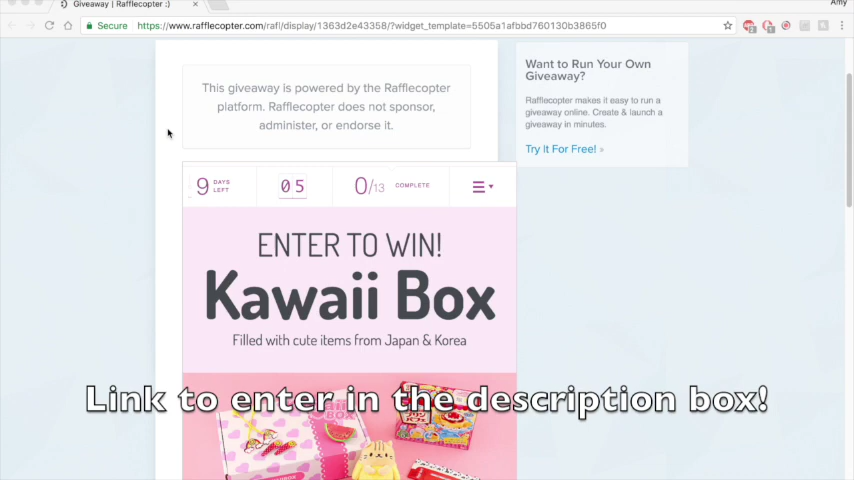 Giveaway | Rafflecopter :)
Amy
Secure https://www.rafflecopter.com/rafl/display/1363d2e43358/?widget_template=5505a1afbbd760130b3865f0
This giveaway is powered by the Rafflecopter
platform. Rafflecopter does not sponsor,
administer, or endorse it.
Want to Run Your Own
Giveaway?
Rafflecopter makes it easy to run a
giveaway online. Create & launch a
giveaway in minutes.
Try It For Free! »
9 DAYS LEFT
05
0/13 COMPLETE
ENTER TO WIN!
Kawaii Box
Filled with cute items from Japan & Korea
Link to enter in the description box!